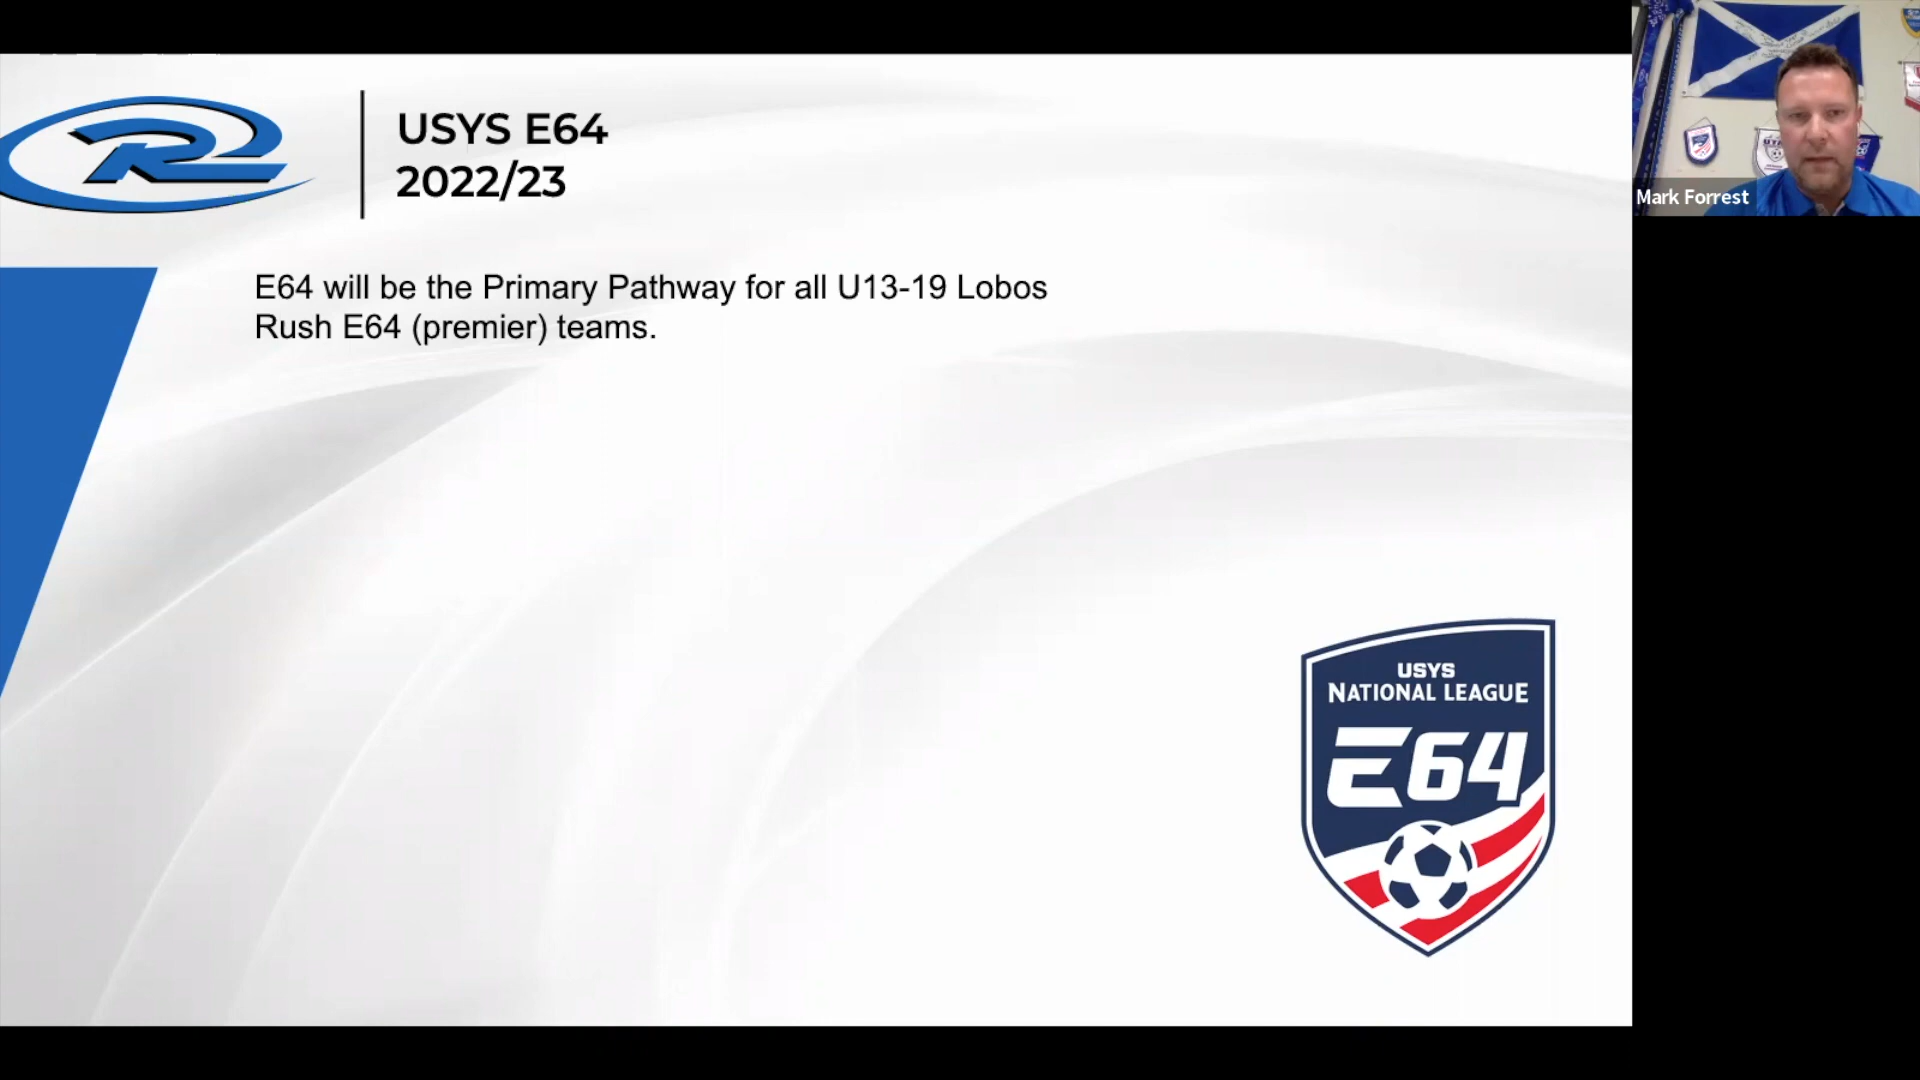 USYS E64
2022/23
E64 will be the Primary Pathway for all U13-19 Lobos
Rush E64 (premier) teams.
USYS
NATIONAL LEAGUE
E64
Mark Forrest